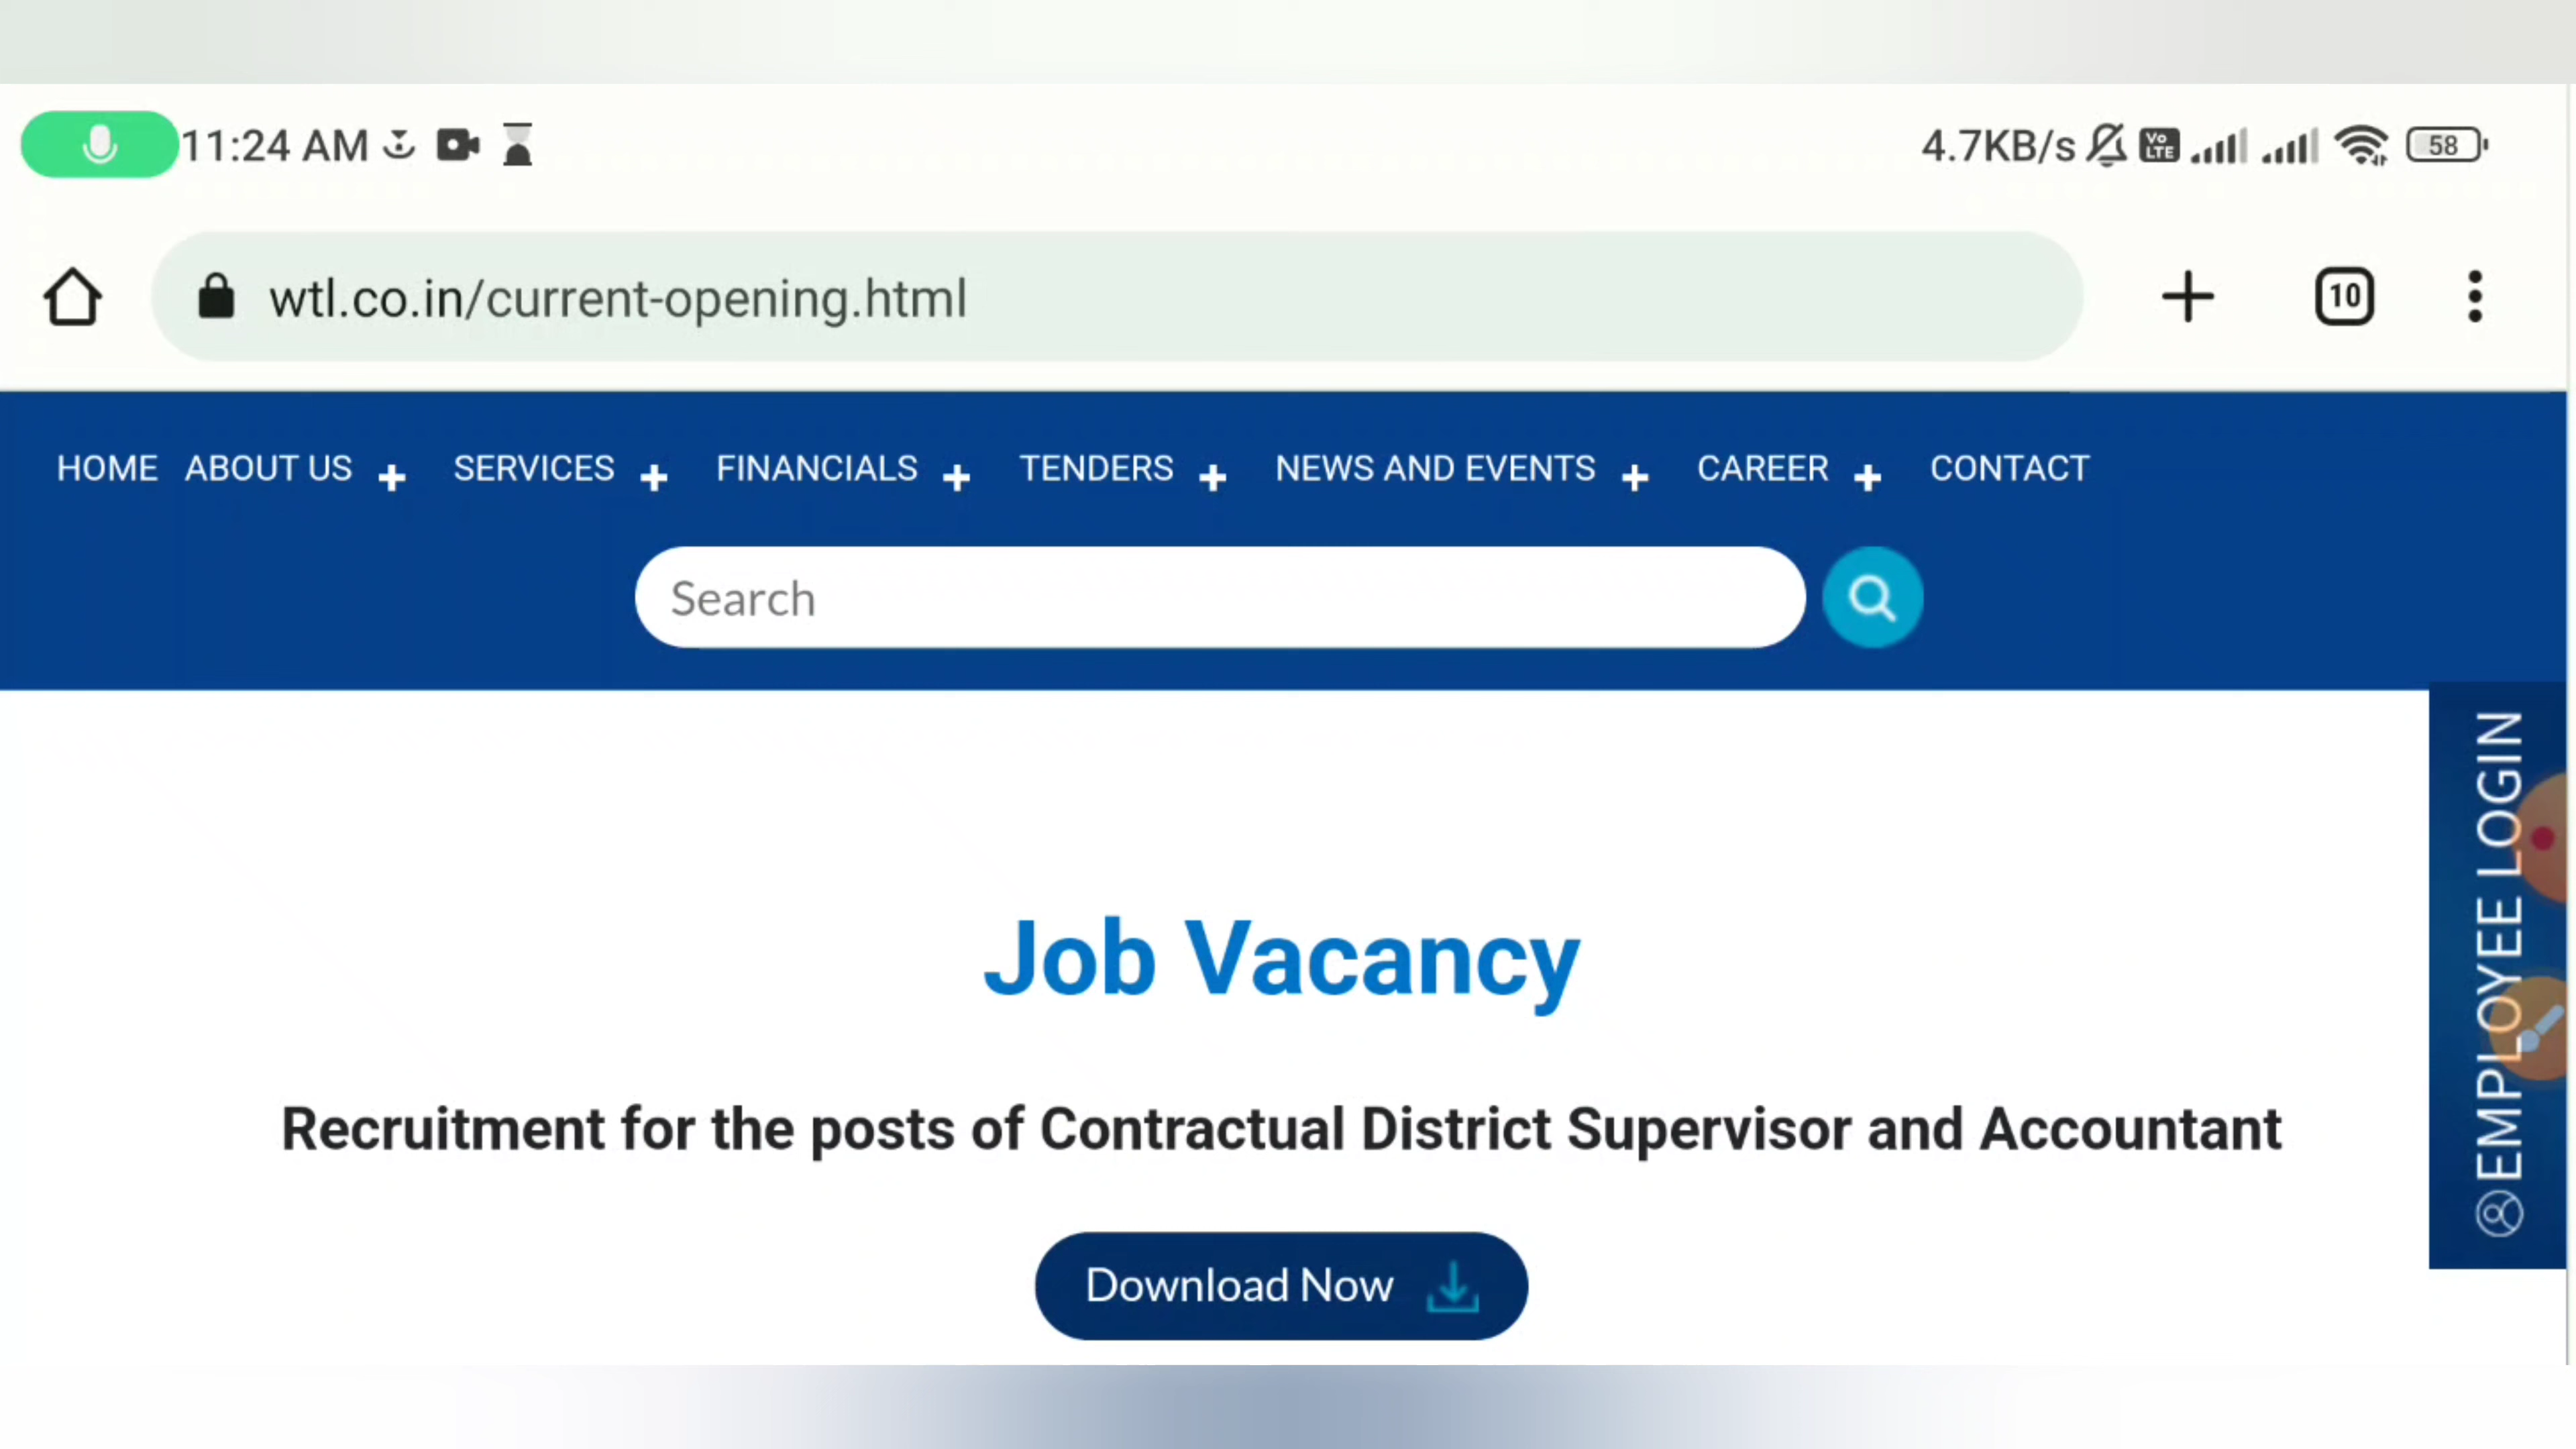 11:24 AM
4.7KB/s Vo LTE 58
wtl.co.in/current-opening.html
10
HOME ABOUT US + SERVICES + FINANCIALS + TENDERS + NEWS AND EVENTS + CAREER + CONTACT
Search
EMPLOYEE LOGIN
Job Vacancy
Recruitment for the posts of Contractual District Supervisor and Accountant
Download Now